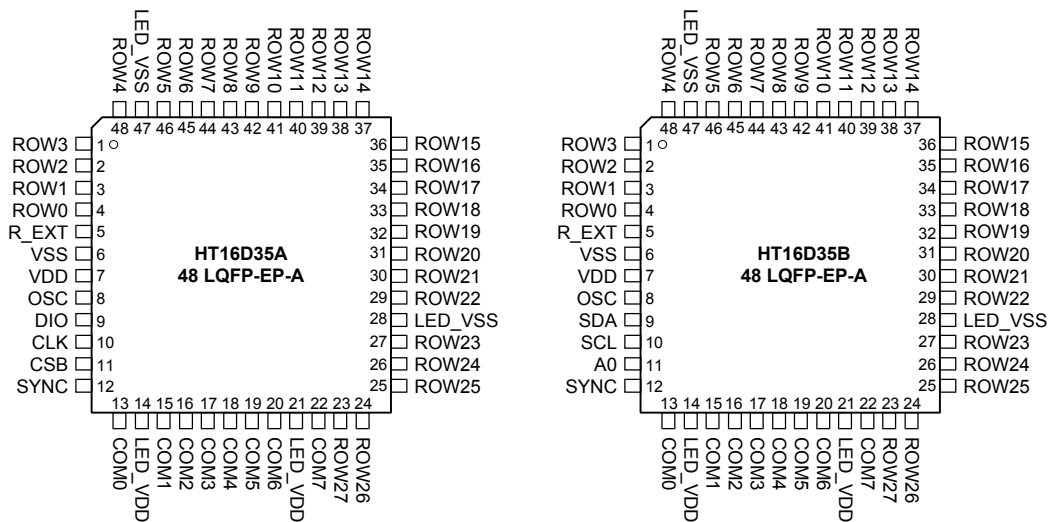 ROW4 LED_VSS ROW5 ROW6 ROW7 ROW8 ROW9 ROW10 ROW11 ROW12 ROW13 ROW14
48 47 46 45 44 43 42 41 40 39 38 37
ROW3 1 36 ROW15
ROW2 2 35 ROW16
ROW1 3 34 ROW17
ROW0 4 33 ROW18
R_EXT 5 32 ROW19
VSS 6 31 ROW20
VDD 7 30 ROW21
OSC 8 29 ROW22
DIO 9 28 LED_VSS
CLK 10 27 ROW23
CSB 11 26 ROW24
SYNC 12 25 ROW25
HT16D35A
48 LQFP-EP-A
13 14 15 16 17 18 19 20 21 22 23 24
COM0 LED_VDD COM1 COM2 COM3 COM4 COM5 COM6 LED_VDD COM7 ROW27 ROW26
ROW4 LED_VSS ROW5 ROW6 ROW7 ROW8 ROW9 ROW10 ROW11 ROW12 ROW13 ROW14
48 47 46 45 44 43 42 41 40 39 38 37
ROW3 1 36 ROW15
ROW2 2 35 ROW16
ROW1 3 34 ROW17
ROW0 4 33 ROW18
R_EXT 5 32 ROW19
VSS 6 31 ROW20
VDD 7 30 ROW21
OSC 8 29 ROW22
SDA 9 28 LED_VSS
SCL 10 27 ROW23
A0 11 26 ROW24
SYNC 12 25 ROW25
HT16D35B
48 LQFP-EP-A
13 14 15 16 17 18 19 20 21 22 23 24
COM0 LED_VDD COM1 COM2 COM3 COM4 COM5 COM6 LED_VDD COM7 ROW27 ROW26